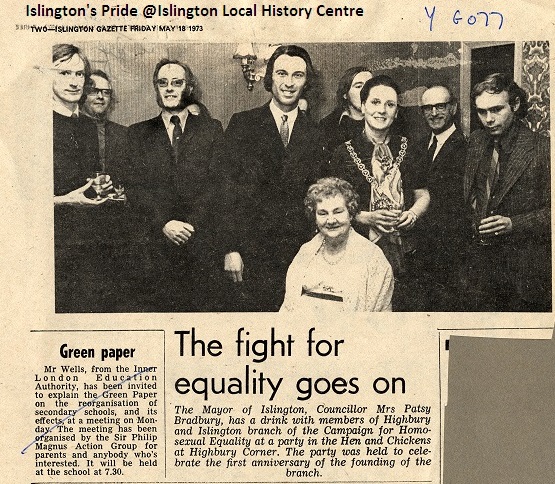 Islington's Pride @Islington Local History Centre
Y G077
TWO—ISLINGTON GAZETTE FRIDAY MAY 18 1973
Green paper
Mr Wells, from the Inner
London Education
Authority, has been invited
to explain the Green Paper
on the reorganisation of
secondary schools, and its
effects, at a meeting on Mon-
day. The meeting has been
organised by the Sir Philip
Magnus Action Group for
parents and anybody who's
interested. It will be held
at the school at 7.30.
The fight for
equality goes on
The Mayor of Islington, Councillor Mrs Patsy
Bradbury, has a drink with members of Highbury
and Islington branch of the Campaign for Homo-
sexual Equality at a party in the Hen and Chickens
at Highbury Corner. The party was held to cele-
brate the first anniversary of the founding of the
branch.